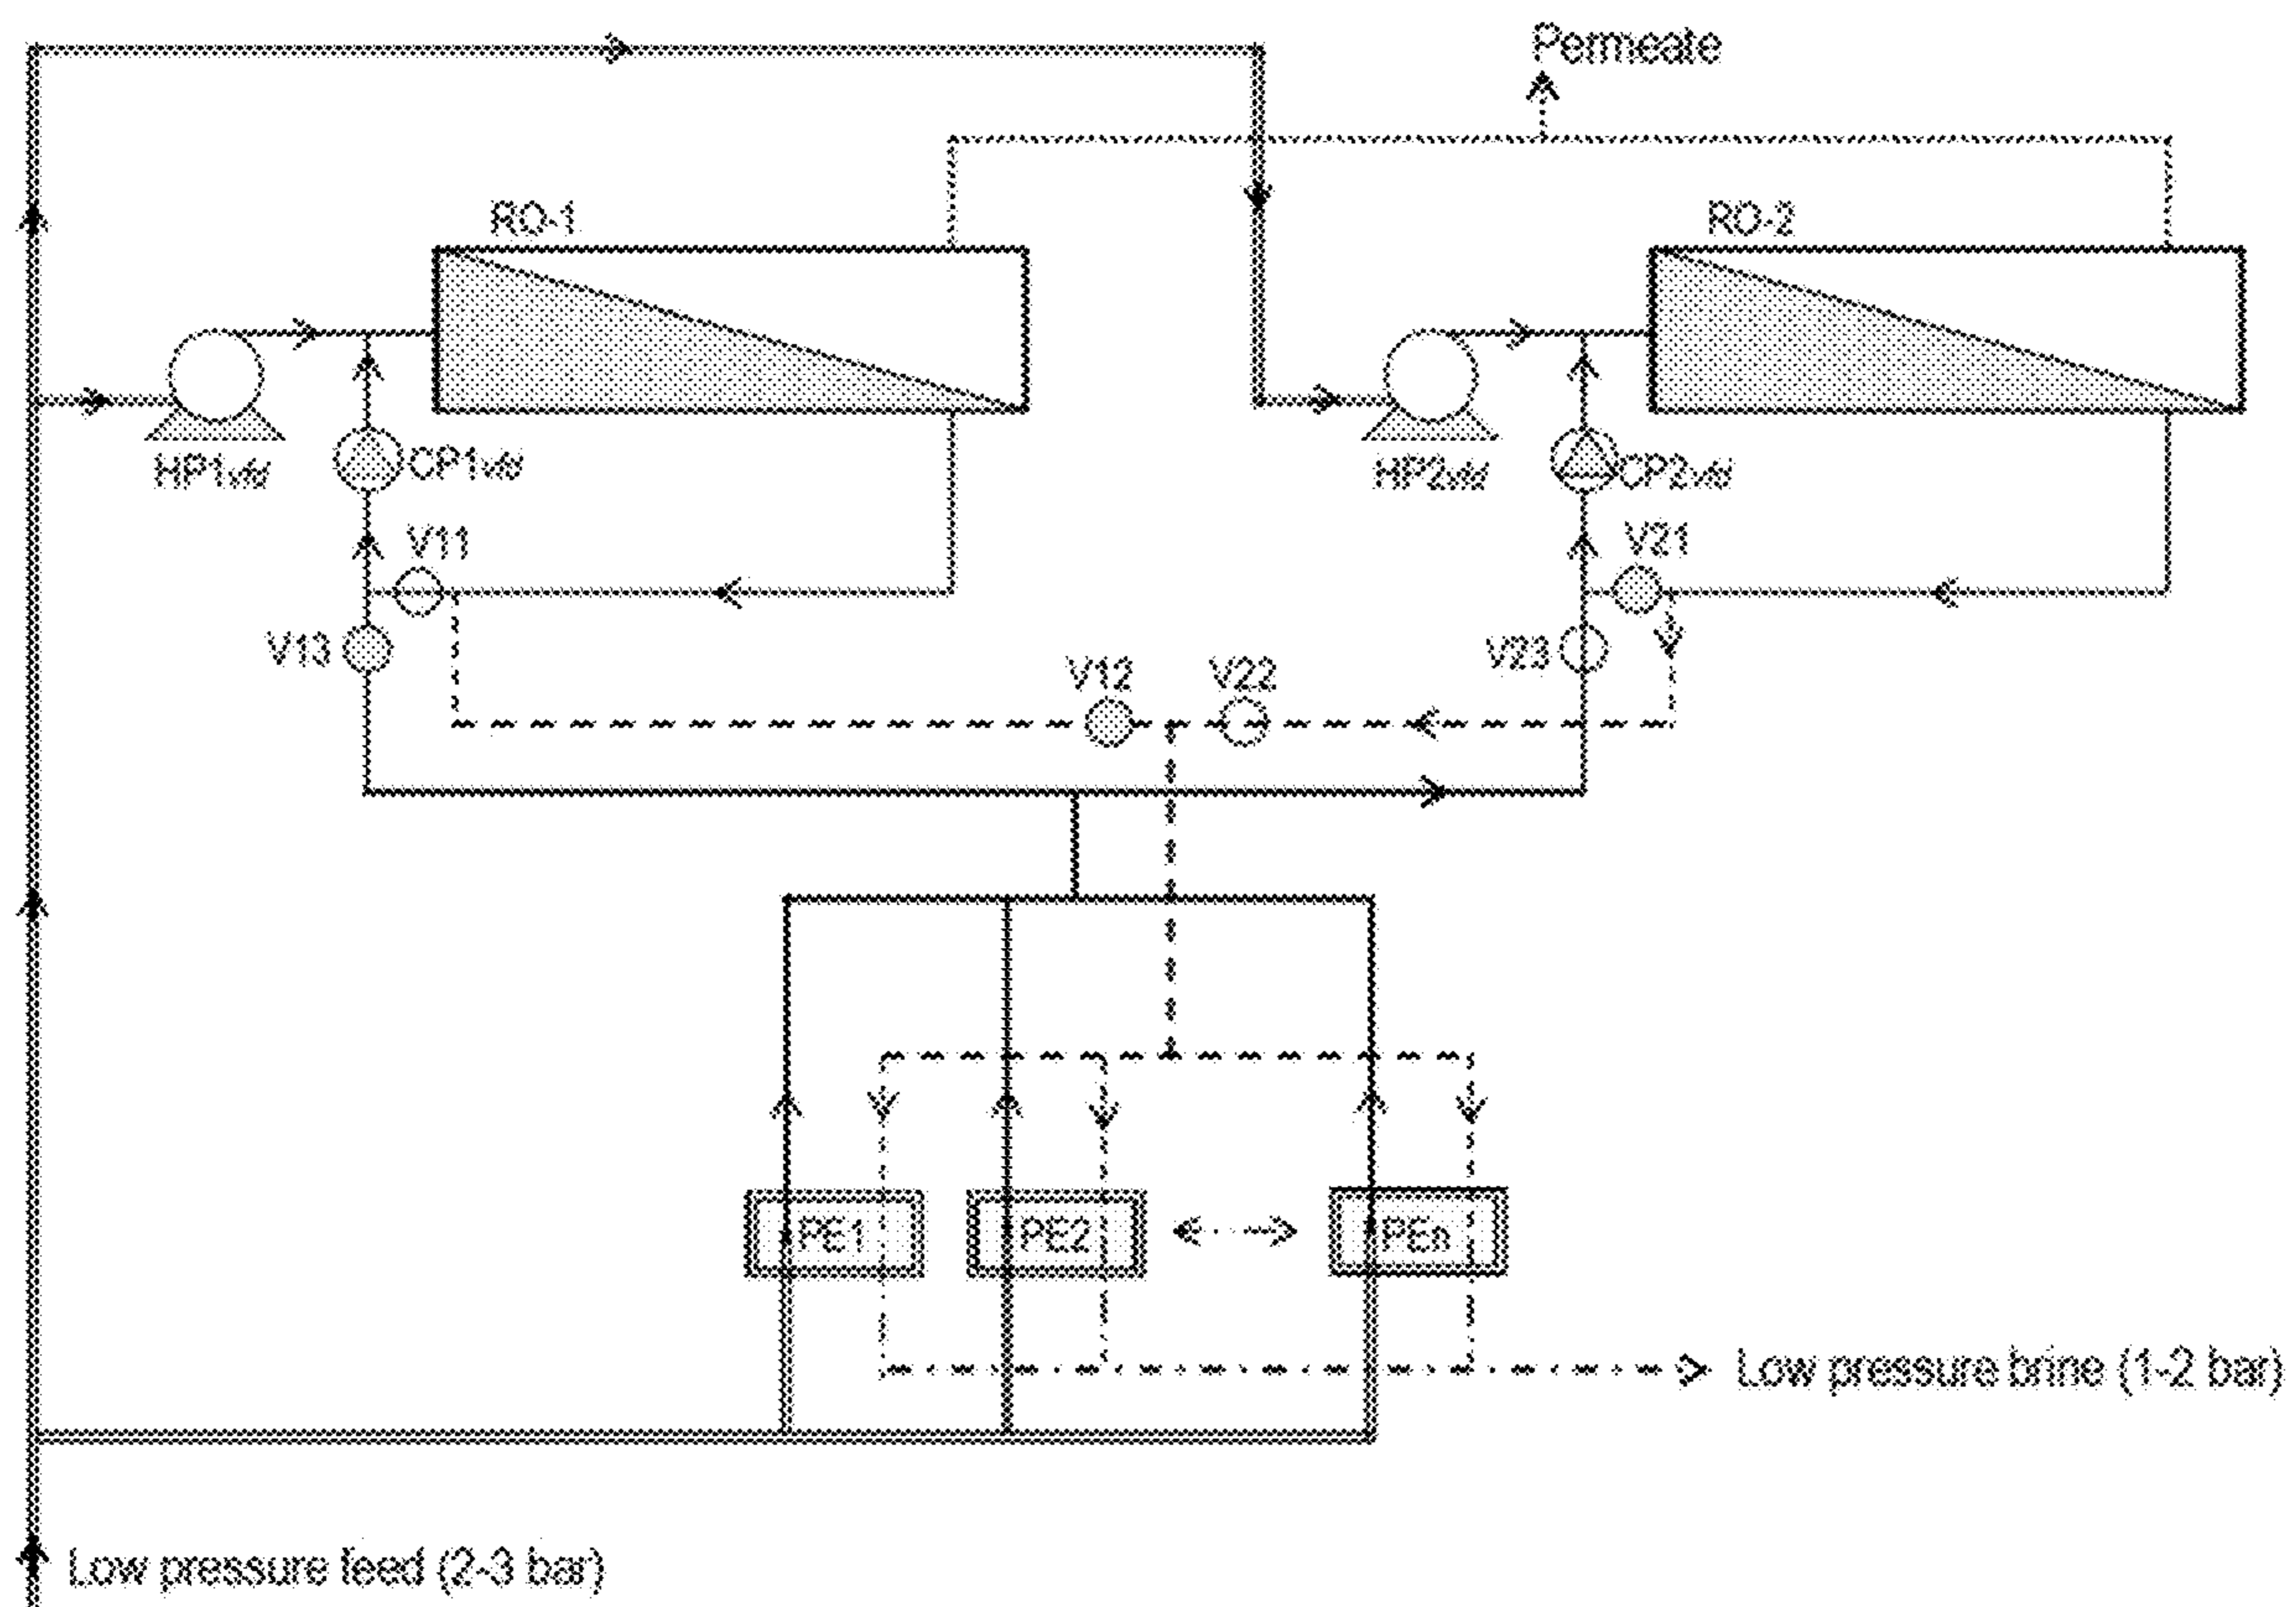 Permeate
RO-1
RO-2
HP1vfd
CP1vfd
HP2vfd
CP2vfd
V11
V21
V13
V23
V12
V22
PE1
PE2
PEn
Low pressure brine (1-2 bar)
Low pressure feed (2-3 bar)